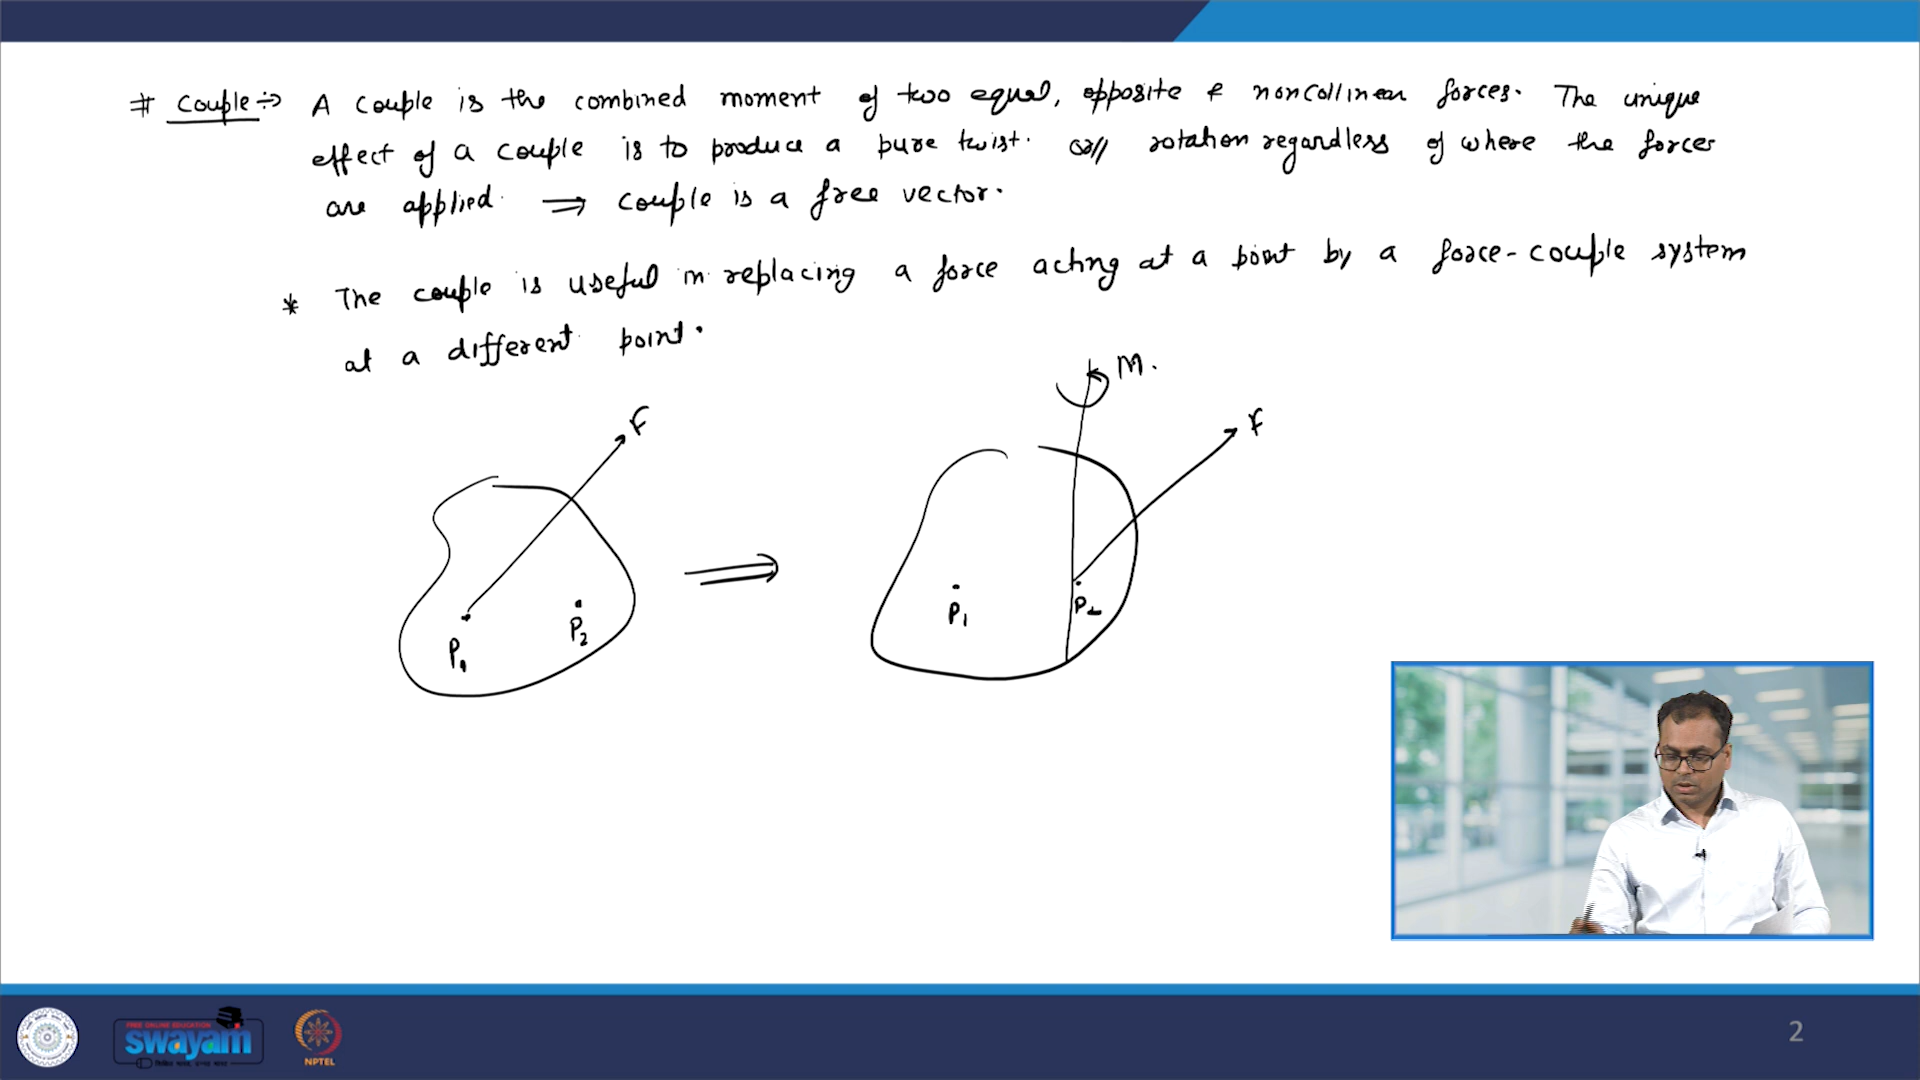 # Couple :→ A couple is the combined moment of two equal, opposite & noncollinear forces. The unique
effect of a couple is to produce a pure twist. or rotation regardless of where the forces
are applied. ⇒ couple is a free vector.
* The couple is useful in replacing a force acting at a point by a force-couple system
at a different point.
M.
F
F
P1
P2
P1
P2
FREE ONLINE EDUCATION
swayam
NPTEL
2